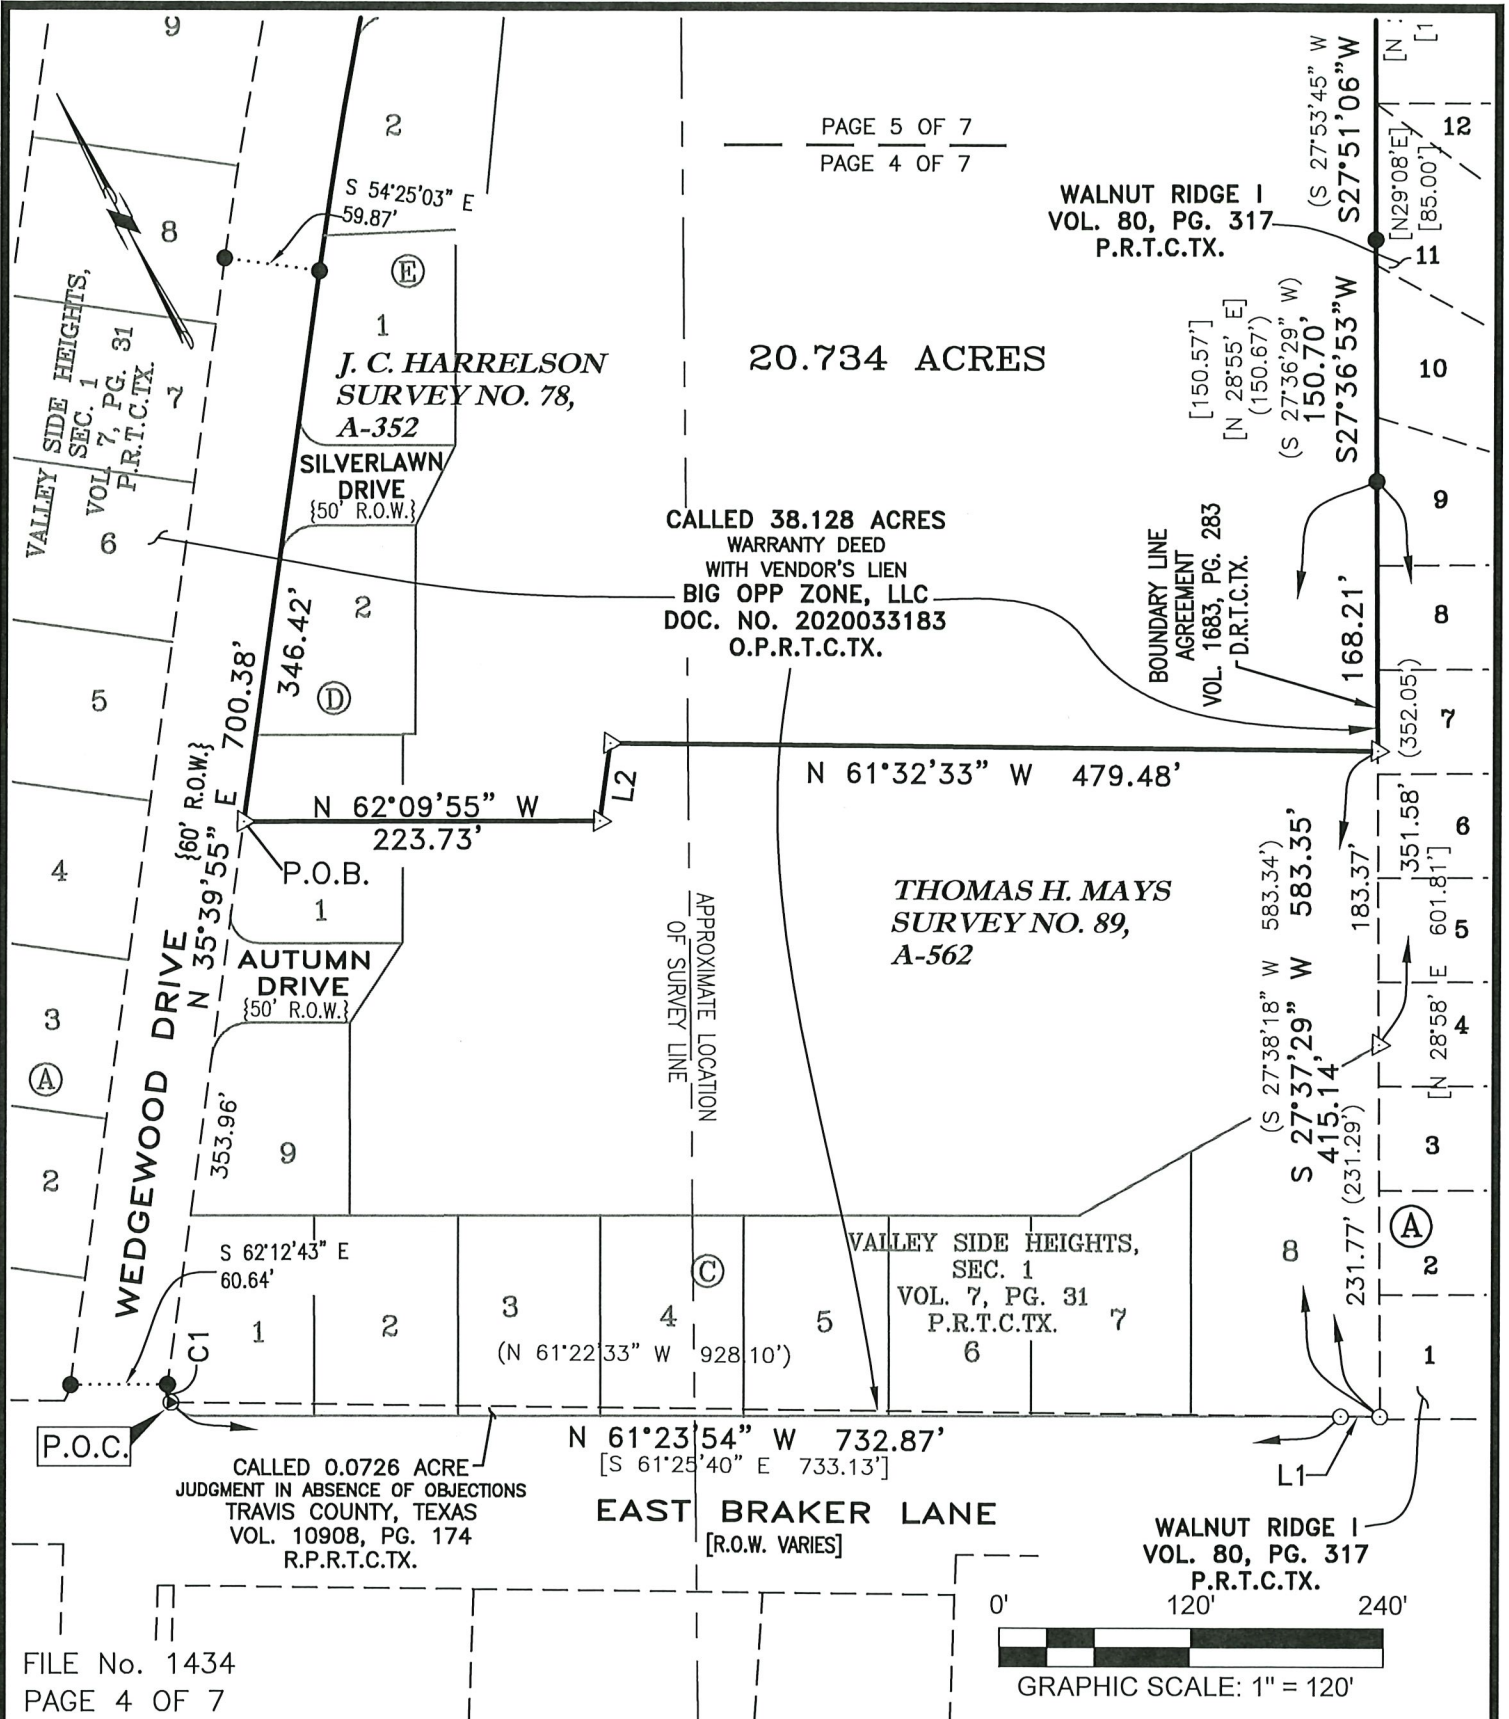 9
2
PAGE 5 OF 7
PAGE 4 OF 7
(S 27°53'45" W
S27°51'06"W
[N
[1
12
[N29°08'E]
[85.00']
WALNUT RIDGE I
VOL. 80, PG. 317
P.R.T.C.TX.
11
S 54°25'03" E
59.87'
8
E
1
J. C. HARRELSON
SURVEY NO. 78,
A-352
20.734 ACRES
[150.57']
[N 28°55' E]
(150.67')
(S 27°36'29" W)
150.70'
S27°36'53"W
10
VALLEY SIDE HEIGHTS,
SEC. 1
VOL. 7, PG. 31
P.R.T.C.TX.
7
SILVERLAWN
DRIVE
{50' R.O.W.}
6
9
CALLED 38.128 ACRES
WARRANTY DEED
WITH VENDOR'S LIEN
BIG OPP ZONE, LLC
DOC. NO. 2020033183
O.P.R.T.C.TX.
BOUNDARY LINE
AGREEMENT
VOL. 1683, PG. 283
D.R.T.C.TX.
168.21'
8
2
346.42'
D
5
7
(352.05')
N 35°39'55" E 700.38'
{60' R.O.W.}
L2
N 61°32'33" W 479.48'
N 62°09'55" W
223.73'
P.O.B.
4
1
351.58'
6
THOMAS H. MAYS
SURVEY NO. 89,
A-562
183.37'
5
AUTUMN
DRIVE
{50' R.O.W.}
APPROXIMATE LOCATION
OF SURVEY LINE
(S 27°38'18" W 583.34')
S 27°37'29" W 583.35'
415.14'
[N 28°58' E 601.81']
4
3
A
WEDGEWOOD DRIVE
353.96'
9
3
2
(231.29')
231.77'
A
2
S 62°12'43" E
60.64'
C
VALLEY SIDE HEIGHTS,
SEC. 1
VOL. 7, PG. 31
P.R.T.C.TX.
8
1
2
3
4
5
6
7
1
C1
(N 61°22'33" W 928.10')
P.O.C.
N 61°23'54" W 732.87'
[S 61°25'40" E 733.13']
L1
CALLED 0.0726 ACRE
JUDGMENT IN ABSENCE OF OBJECTIONS
TRAVIS COUNTY, TEXAS
VOL. 10908, PG. 174
R.P.R.T.C.TX.
EAST BRAKER LANE
[R.O.W. VARIES]
WALNUT RIDGE I
VOL. 80, PG. 317
P.R.T.C.TX.
0' 120' 240'
GRAPHIC SCALE: 1" = 120'
FILE No. 1434
PAGE 4 OF 7